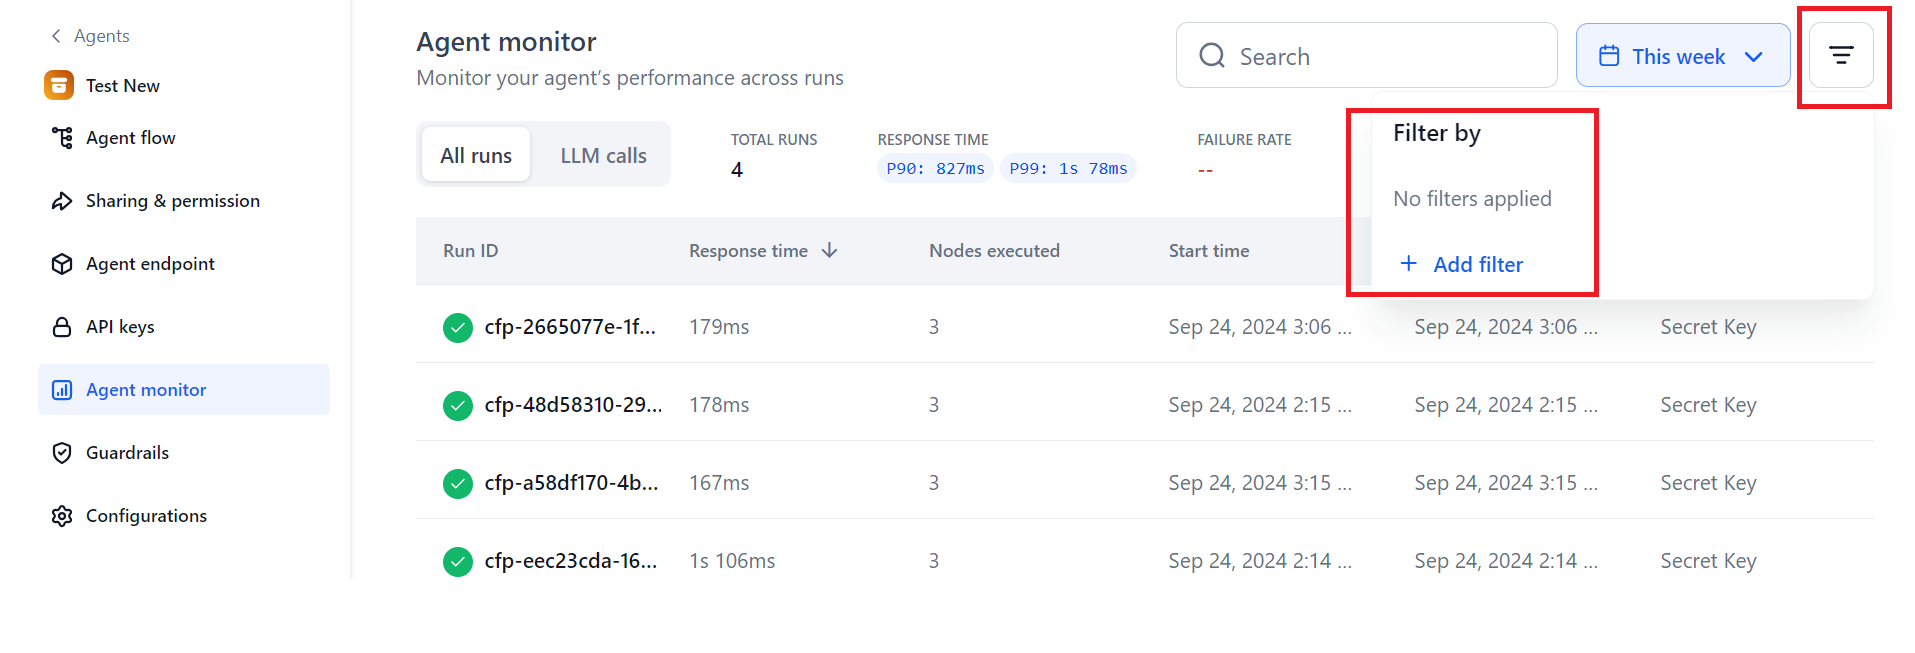 Agents
Test New
Agent flow
Sharing & permission
Agent endpoint
API keys
Agent monitor
Guardrails
Configurations
Agent monitor
Monitor your agent’s performance across runs
Search
This week
All runs
LLM calls
TOTAL RUNS
4
RESPONSE TIME
P90: 827ms P99: 1s 78ms
FAILURE RATE
--
Filter by
No filters applied
+ Add filter
Run ID Response time Nodes executed Start time
cfp-2665077e-1f... 179ms 3 Sep 24, 2024 3:06 ... Sep 24, 2024 3:06 ... Secret Key
cfp-48d58310-29... 178ms 3 Sep 24, 2024 2:15 ... Sep 24, 2024 2:15 ... Secret Key
cfp-a58df170-4b... 167ms 3 Sep 24, 2024 3:15 ... Sep 24, 2024 3:15 ... Secret Key
cfp-eec23cda-16... 1s 106ms 3 Sep 24, 2024 2:14 ... Sep 24, 2024 2:14 ... Secret Key